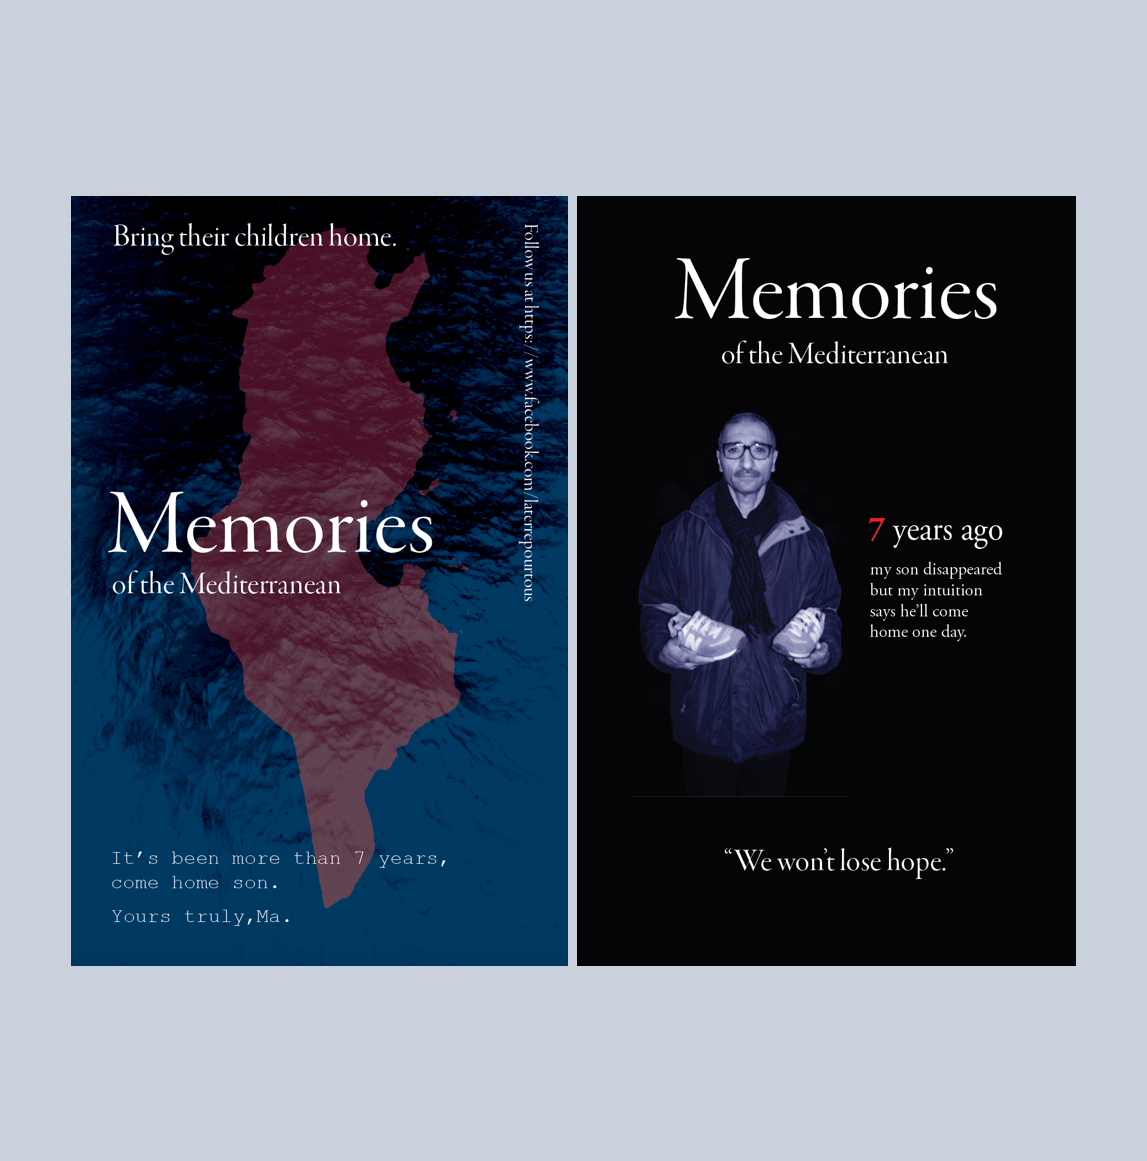 Bring their children home.
Follow us at https://www.facebook.com/laterrepourtous
Memories
of the Mediterranean
It's been more than 7 years,
come home son.
Yours truly,Ma.
Memories
of the Mediterranean
7 years ago
my son disappeared
but my intuition
says he'll come
home one day.
“We won't lose hope.”